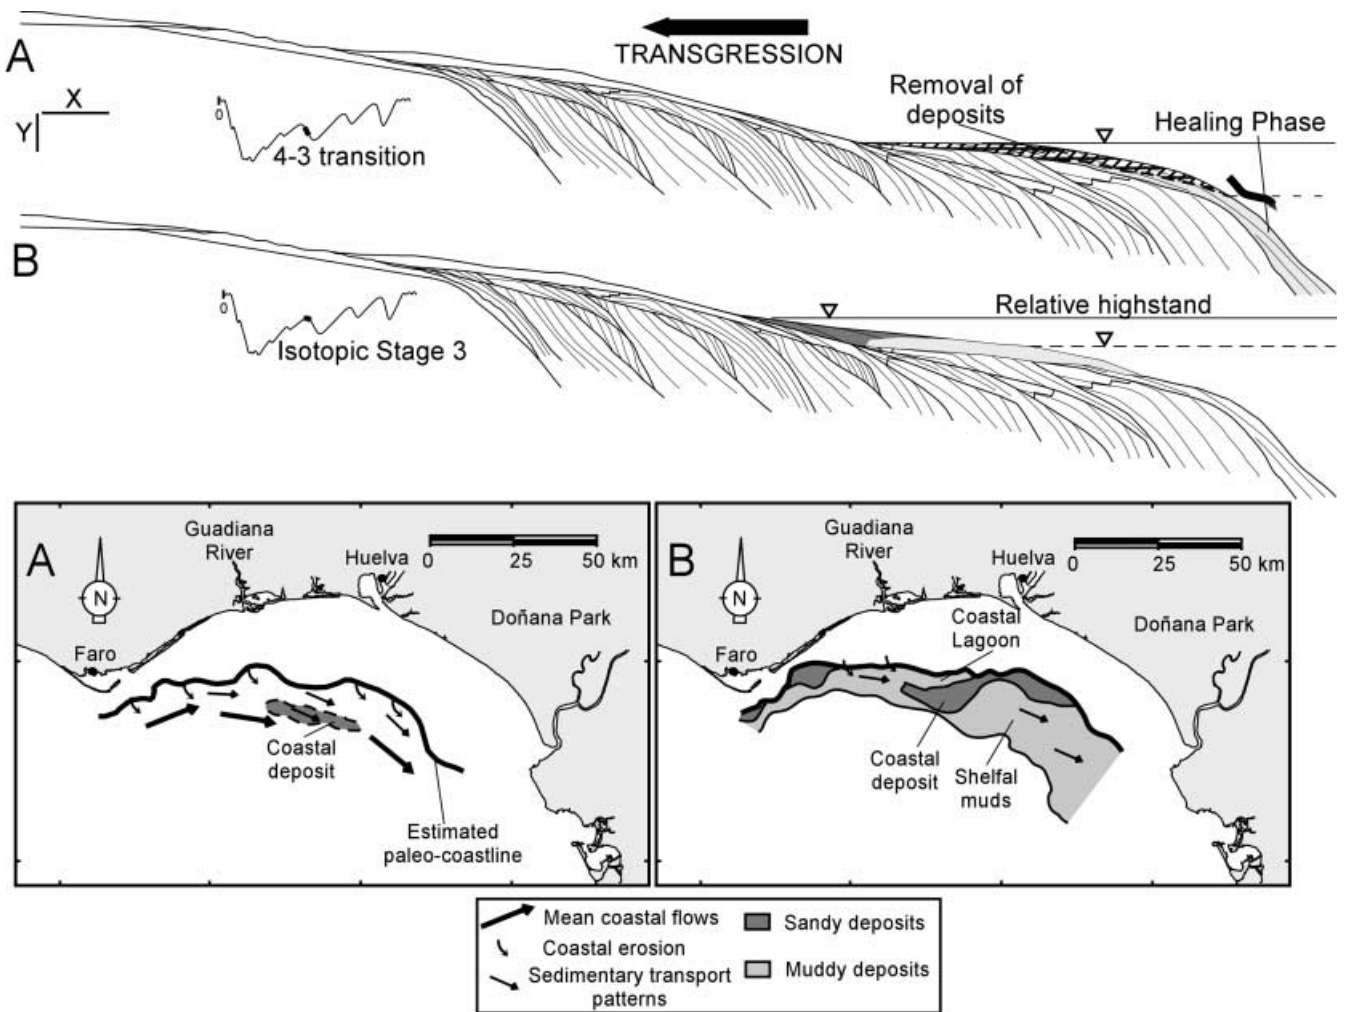 A
TRANSGRESSION
Removal of
deposits
Healing Phase
X
Y
0
4-3 transition
B
Relative highstand
0
Isotopic Stage 3
A
N
Guadiana
River
Huelva
0 25 50 km
Doñana Park
Faro
Coastal
deposit
Estimated
paleo-coastline
B
N
Guadiana
River
Huelva
0 25 50 km
Coastal
Lagoon
Doñana Park
Faro
Coastal
deposit
Shelfal
muds
Mean coastal flows
Coastal erosion
Sedimentary transport
patterns
Sandy deposits
Muddy deposits